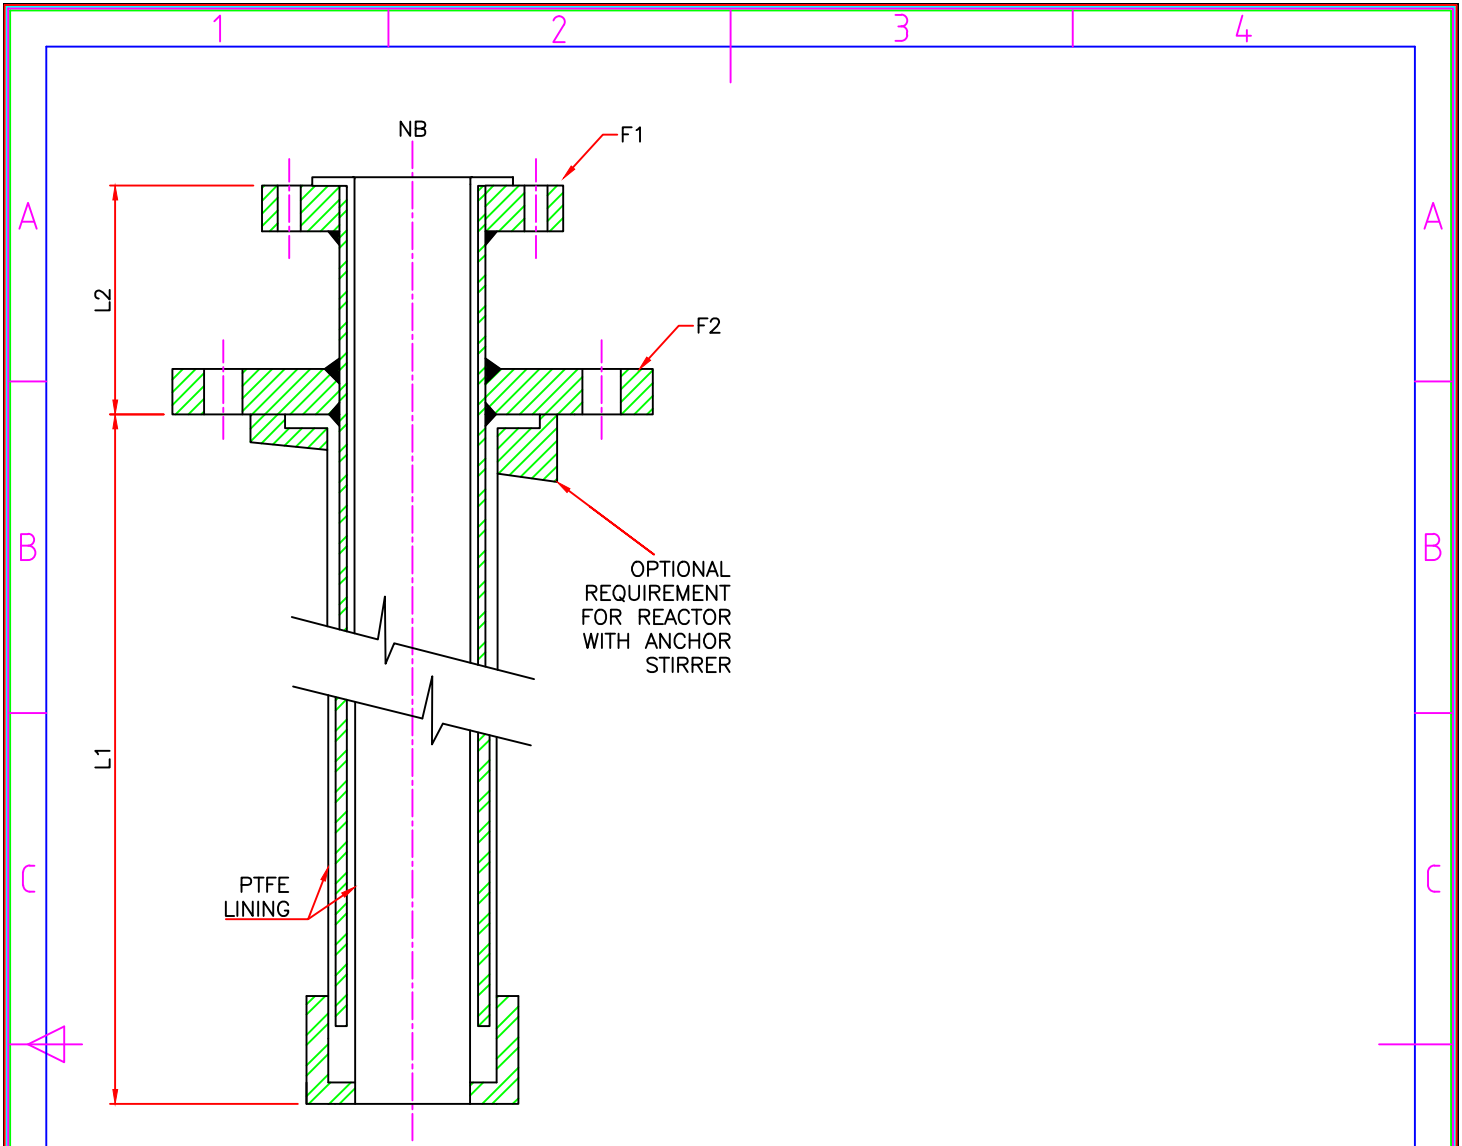 1 2 3 4
NB
F1
A A
L2
F2
B B
OPTIONAL
REQUIREMENT
FOR REACTOR
WITH ANCHOR
STIRRER
L1
C C
PTFE
LINING